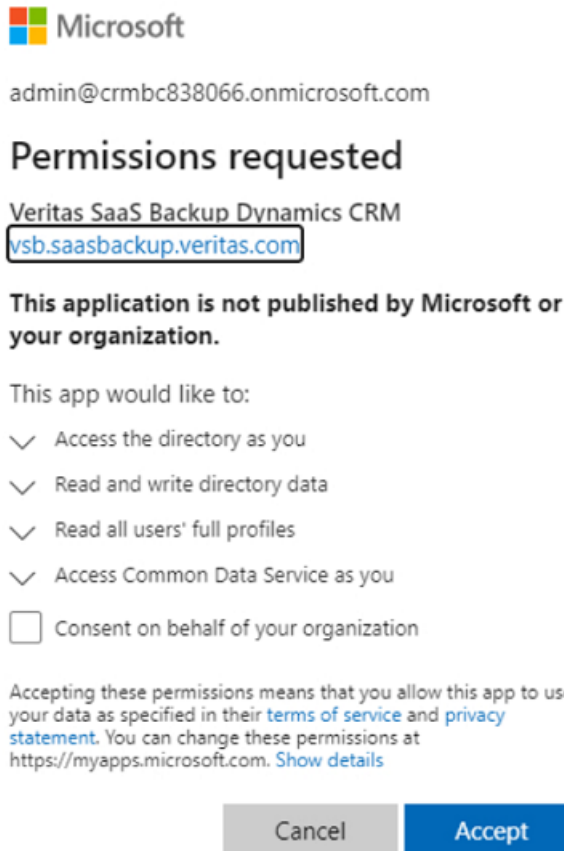 Microsoft
admin@crmbc838066.onmicrosoft.com
Permissions requested
Veritas SaaS Backup Dynamics CRM
vsb.saasbackup.veritas.com
This application is not published by Microsoft or
your organization.
This app would like to:
Access the directory as you
Read and write directory data
Read all users' full profiles
Access Common Data Service as you
Consent on behalf of your organization
Accepting these permissions means that you allow this app to us
your data as specified in their terms of service and privacy
statement. You can change these permissions at
https://myapps.microsoft.com. Show details
Cancel
Accept